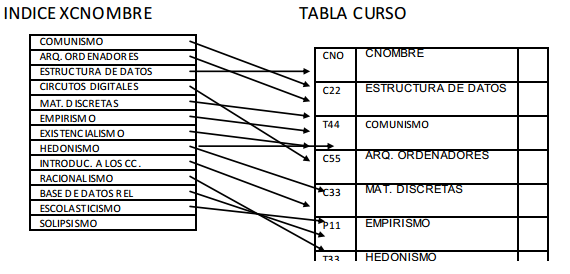 INDICE XCNOMBRE
TABLA CURSO
COMUNISMO
ARQ. ORDENADORES
ESTRUCTURA DE DATOS
CIRCUTOS DIGITALES
MAT. DISCRETAS
EMPIRISMO
EXISTENCIALISMO
HEDONISMO
INTRODUC. A LOS CC.
RACIONALISMO
BASE DE DATOS REL
ESCOLASTICISMO
SOLIPSISMO
CNO CNOMBRE
C22 ESTRUCTURA DE DATOS
T44 COMUNISMO
C55 ARQ. ORDENADORES
C33 MAT. DISCRETAS
P11 EMPIRISMO
T33 HEDONISMO